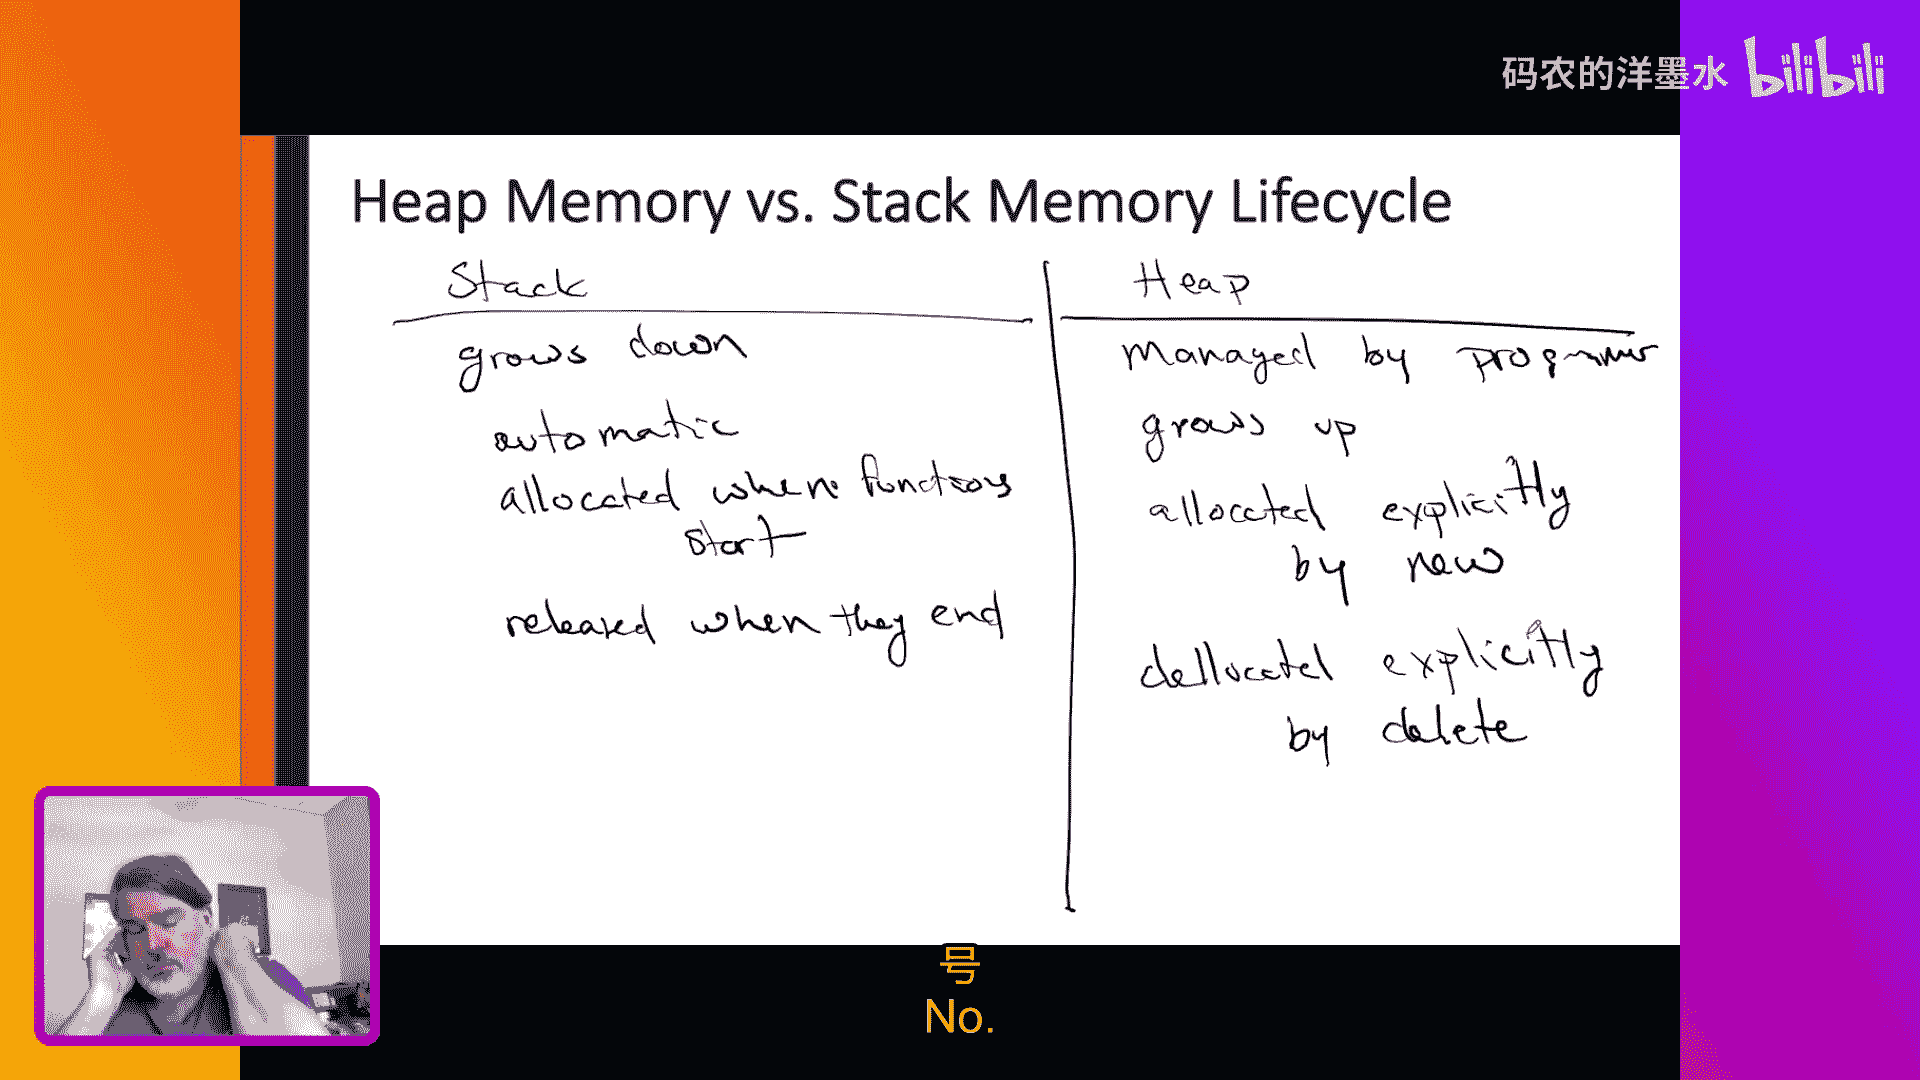 码农的洋墨水 bilibili
Heap Memory vs. Stack Memory Lifecycle
Stack
Heap
grows down
automatic
allocated when functions
start
released when they end
managed by
grows up
allocated explicitly
by new
dellocated explicitly
by delete
号
No.